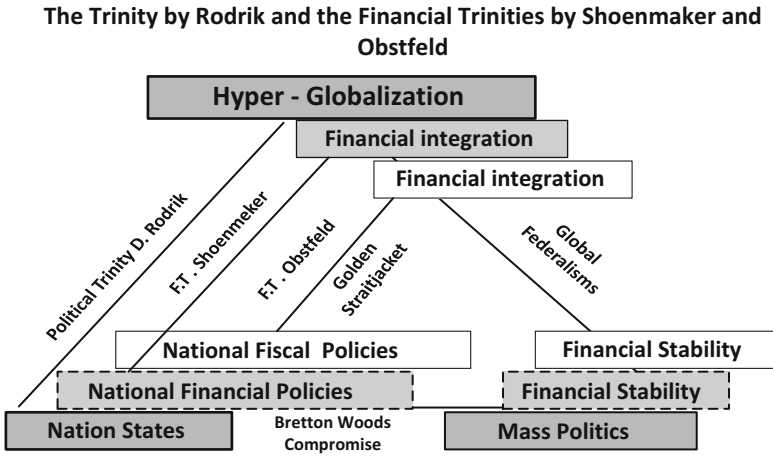 The Trinity by Rodrik and the Financial Trinities by Shoenmaker and
Obstfeld
Hyper - Globalization
Financial integration
Financial integration
Political Trinity D. Rodrik
F.T . Shoenmeker
F.T . Obstfeld
Golden
Straitjacket
Global
Federalisms
National Fiscal Policies
Financial Stability
National Financial Policies
Financial Stability
Nation States
Bretton Woods
Compromise
Mass Politics